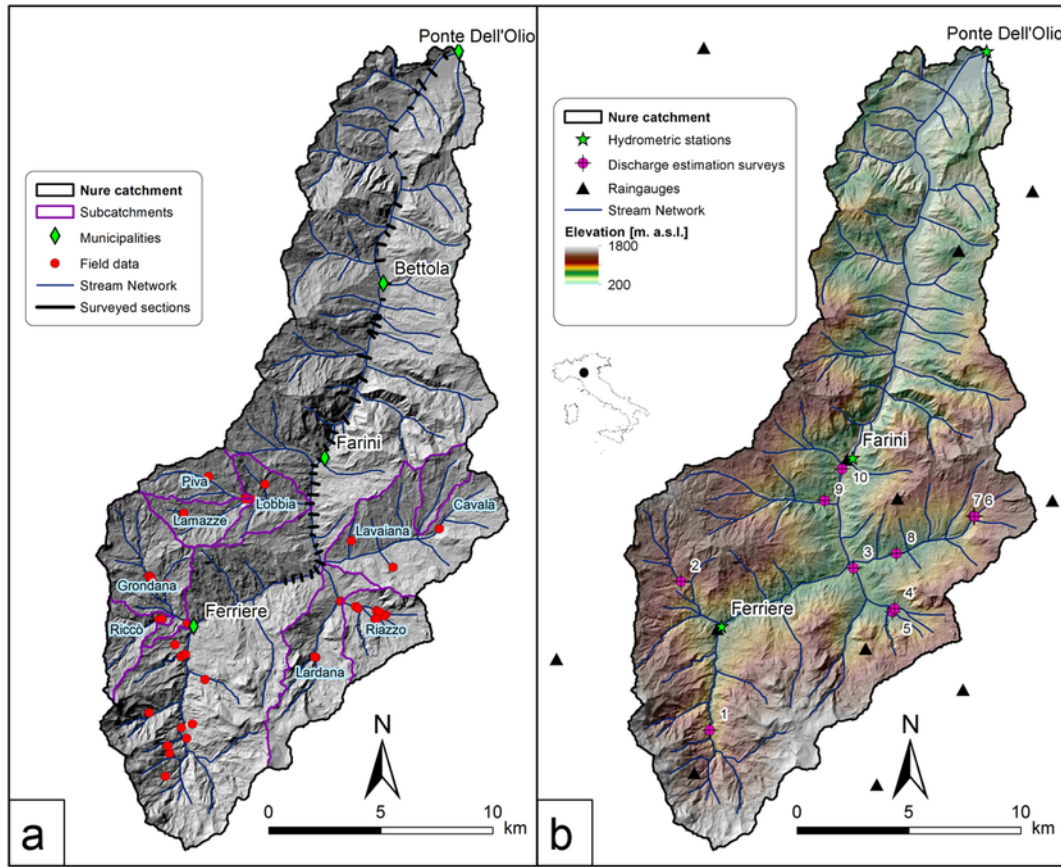 Ponte Dell'Olio
Nure catchment
Subcatchments
Municipalities
Field data
Stream Network
Surveyed sections
Bettola
Farini
Piva
Lobbia
Cavala
Lamazze
Lavaiana
Grondana
Ferriere
Riccò
Riazzo
Lardana
N
0 5 10
km
a
Ponte Dell'Olio
Nure catchment
Hydrometric stations
Discharge estimation surveys
Raingauges
Stream Network
Elevation [m. a.s.l.]
1800
200
Farini
10
9
7 6
8
3
2
4
Ferriere
5
1
N
0 5 10
km
b